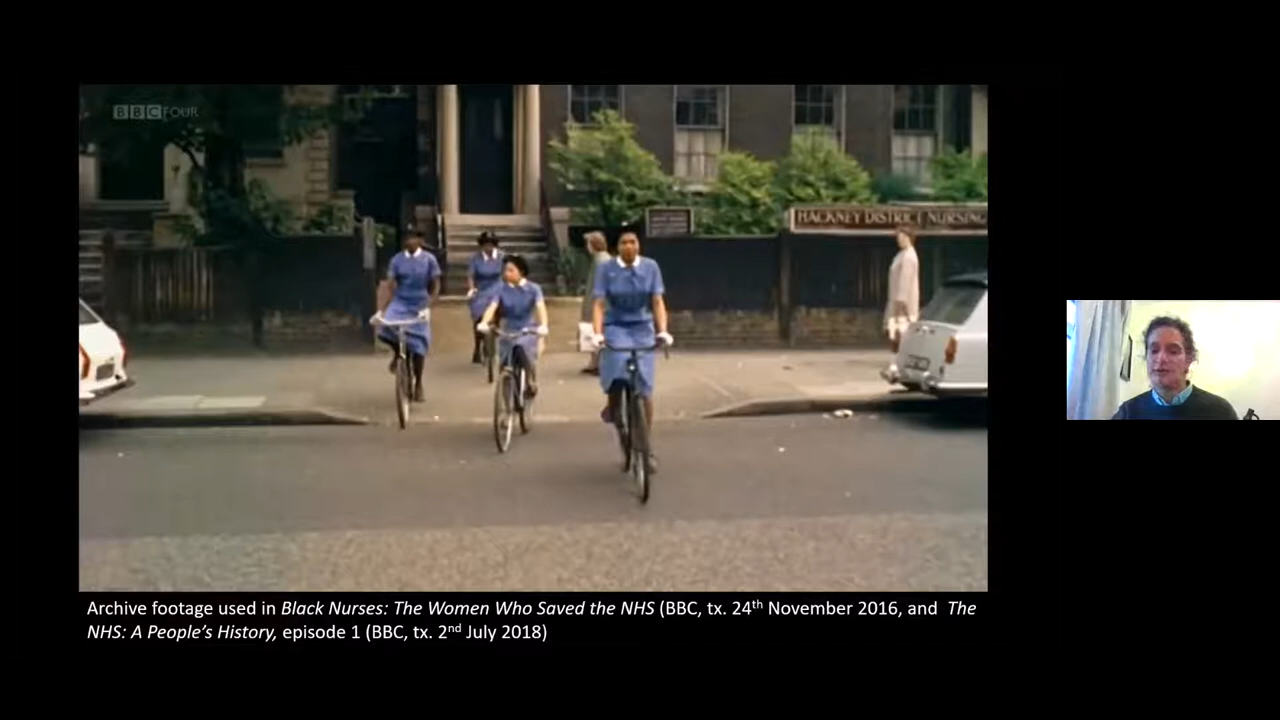 BBC FOUR
HACKNEY DISTRICT NURSING
Archive footage used in Black Nurses: The Women Who Saved the NHS (BBC, tx. 24th November 2016, and The
NHS: A People's History, episode 1 (BBC, tx. 2nd July 2018)